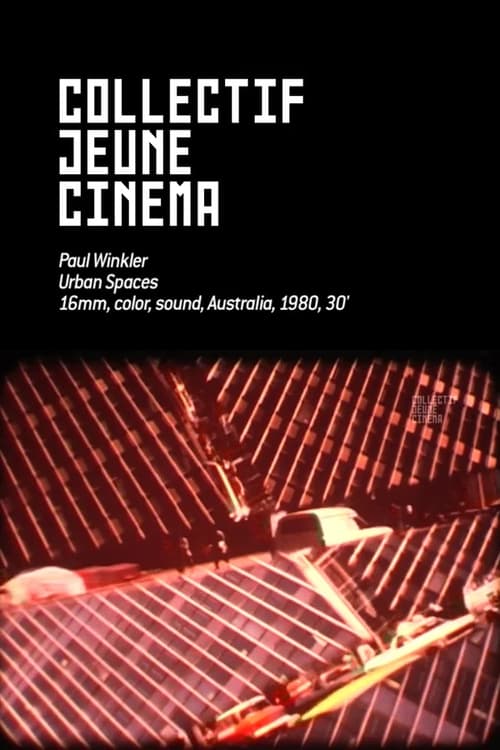 COLLECTIF
JEUNE
CINEMA
Paul Winkler
Urban Spaces
16mm, color, sound, Australia, 1980, 30'
COLLECTIF
JEUNE
CINEMA